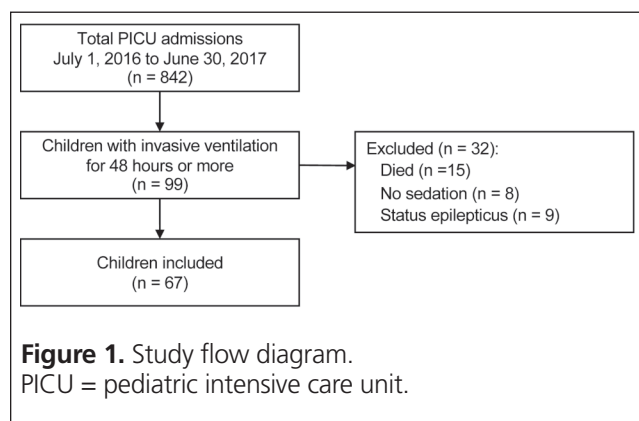 Total PICU admissions
July 1, 2016 to June 30, 2017
(n = 842)
Children with invasive ventilation
for 48 hours or more
(n = 99)
Excluded (n = 32):
Died (n =15)
No sedation (n = 8)
Status epilepticus (n = 9)
Children included
(n = 67)
Figure 1. Study flow diagram.
PICU = pediatric intensive care unit.